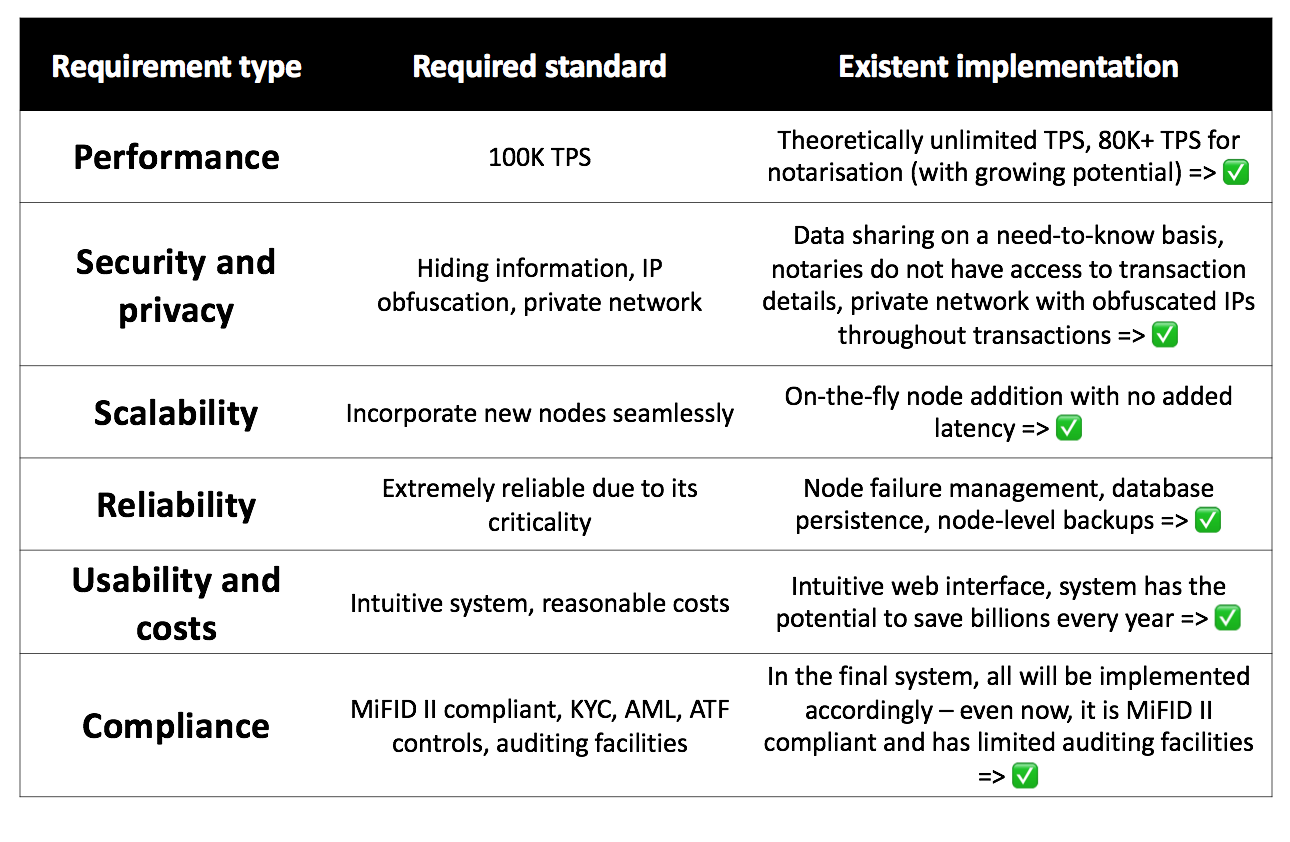 Requirement type Required standard Existent implementation
Performance
100K TPS
Theoretically unlimited TPS, 80K+ TPS for
notarisation (with growing potential) => ✅
Security and
privacy
Hiding information, IP
obfuscation, private network
Data sharing on a need-to-know basis,
notaries do not have access to transaction
details, private network with obfuscated IPs
throughout transactions => ✅
Scalability
Incorporate new nodes seamlessly
On-the-fly node addition with no added
latency => ✅
Reliability
Extremely reliable due to its
criticality
Node failure management, database
persistence, node-level backups => ✅
Usability and
costs
Intuitive system, reasonable costs
Intuitive web interface, system has the
potential to save billions every year => ✅
Compliance
MiFID II compliant, KYC, AML, ATF
controls, auditing facilities
In the final system, all will be implemented
accordingly – even now, it is MiFID II
compliant and has limited auditing facilities
=> ✅